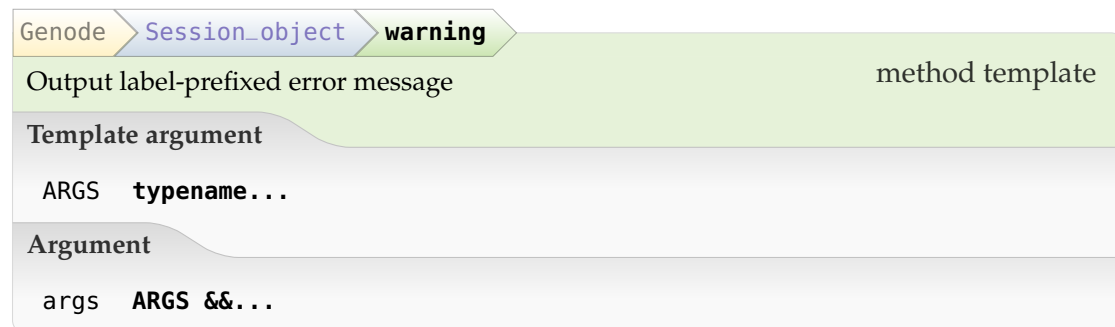 Genode Session_object warning
Output label-prefixed error message method template
Template argument
ARGS typename...
Argument
args ARGS &&...